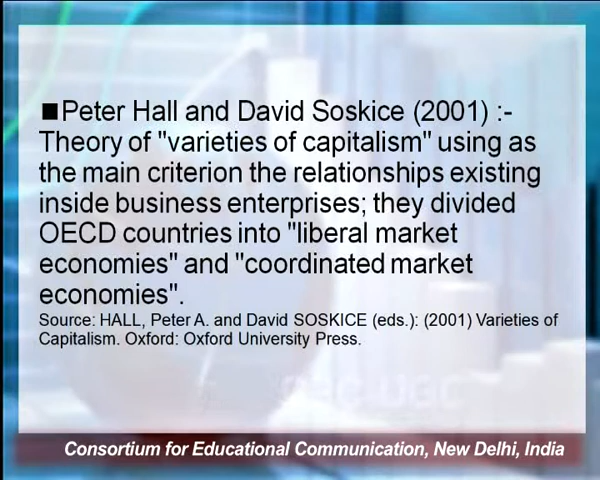 ■Peter Hall and David Soskice (2001) :-
Theory of "varieties of capitalism" using as
the main criterion the relationships existing
inside business enterprises; they divided
OECD countries into "liberal market
economies" and "coordinated market
economies".
Source: HALL, Peter A. and David SOSKICE (eds.): (2001) Varieties of
Capitalism. Oxford: Oxford University Press.
CEC-UGC
Consortium for Educational Communication, New Delhi, India